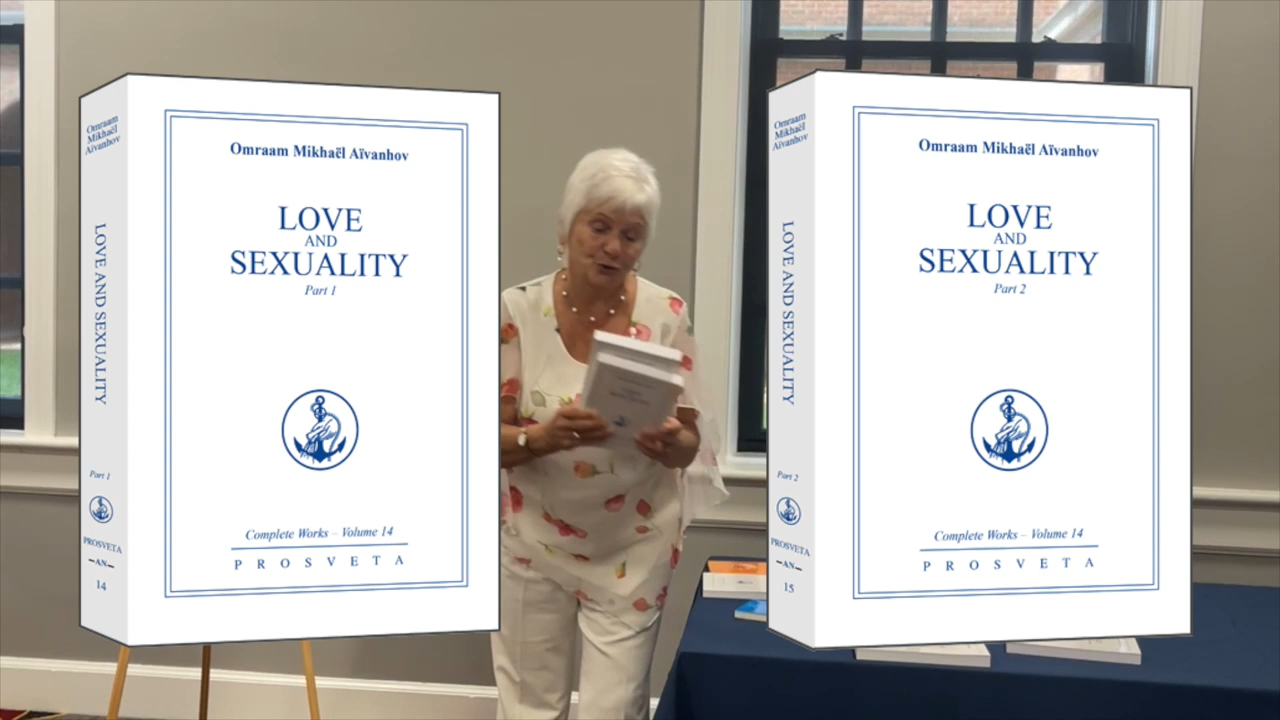 Omraam
Mikhaël
Aïvanhov
LOVE AND SEXUALITY
Part 1
PROSVETA
AN
14
Omraam Mikhaël Aïvanhov
LOVE
AND
SEXUALITY
Part 1
Complete Works – Volume 14
PROSVETA
Omraam
Mikhaël
Aïvanhov
LOVE AND SEXUALITY
Part 2
PROSVETA
AN
15
Omraam Mikhaël Aïvanhov
LOVE
AND
SEXUALITY
Part 2
Complete Works – Volume 14
PROSVETA